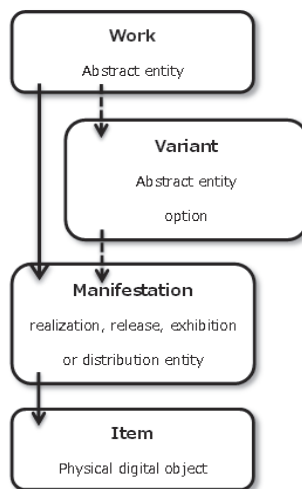 Work
Abstract entity
Variant
Abstract entity
option
Manifestation
realization, release, exhibition
or distribution entity
Item
Physical digital object